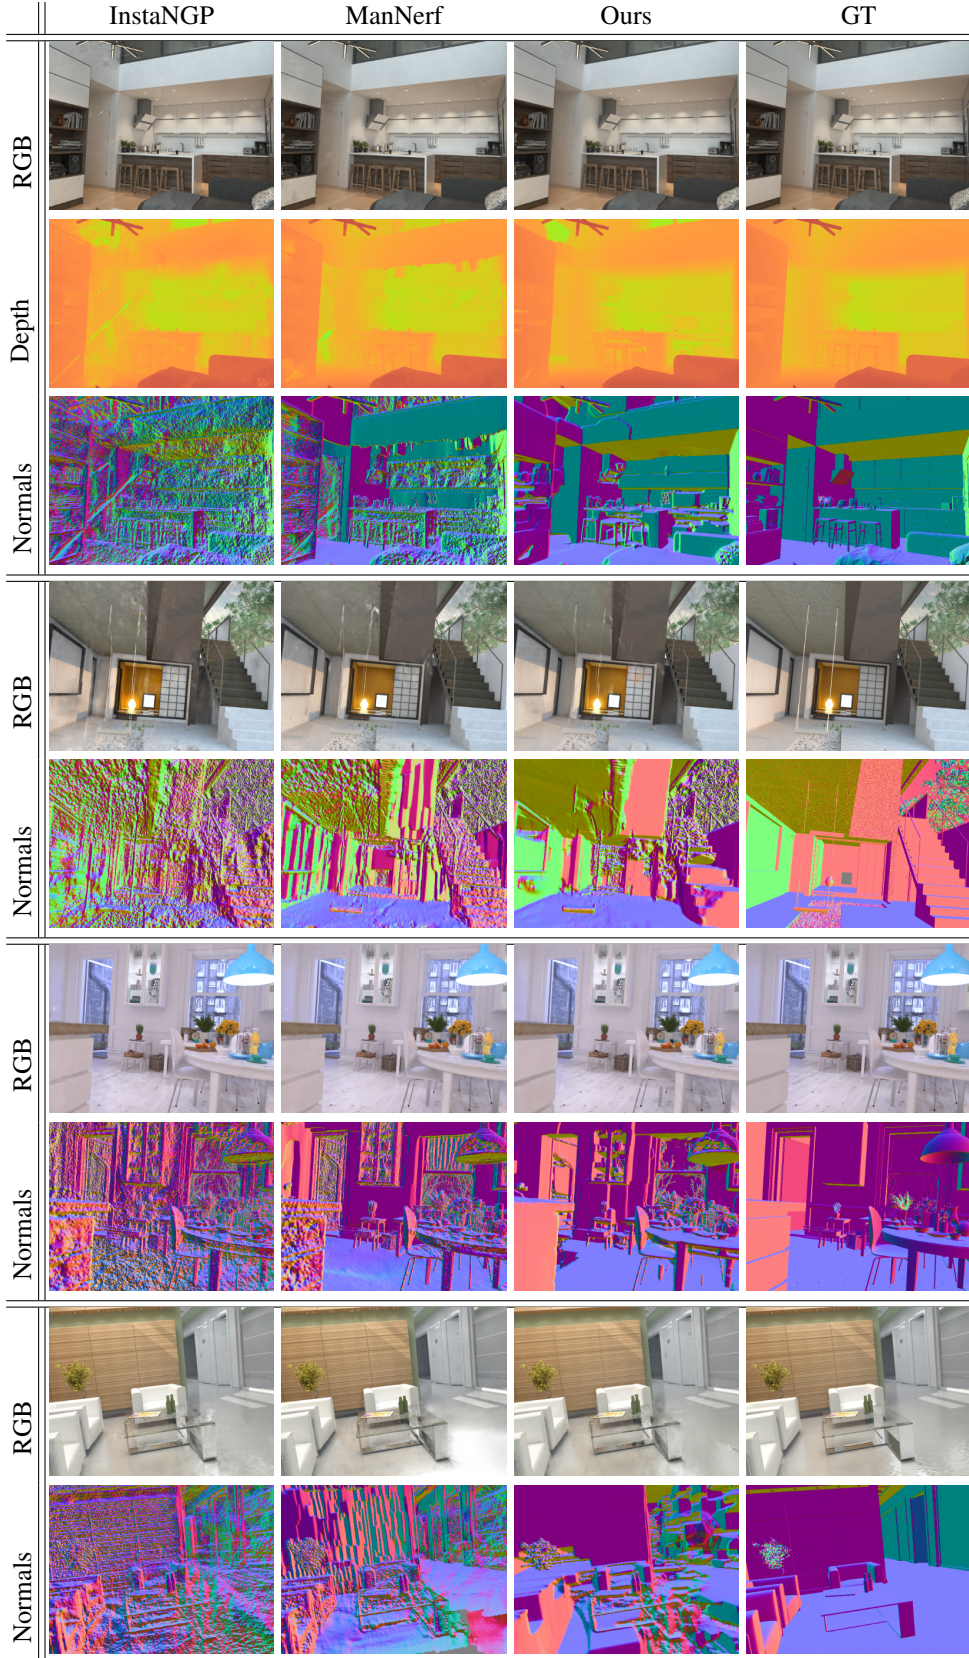 InstaNGP ManNerf Ours GT
RGB
Depth
Normals
RGB
Normals
RGB
Normals
RGB
Normals